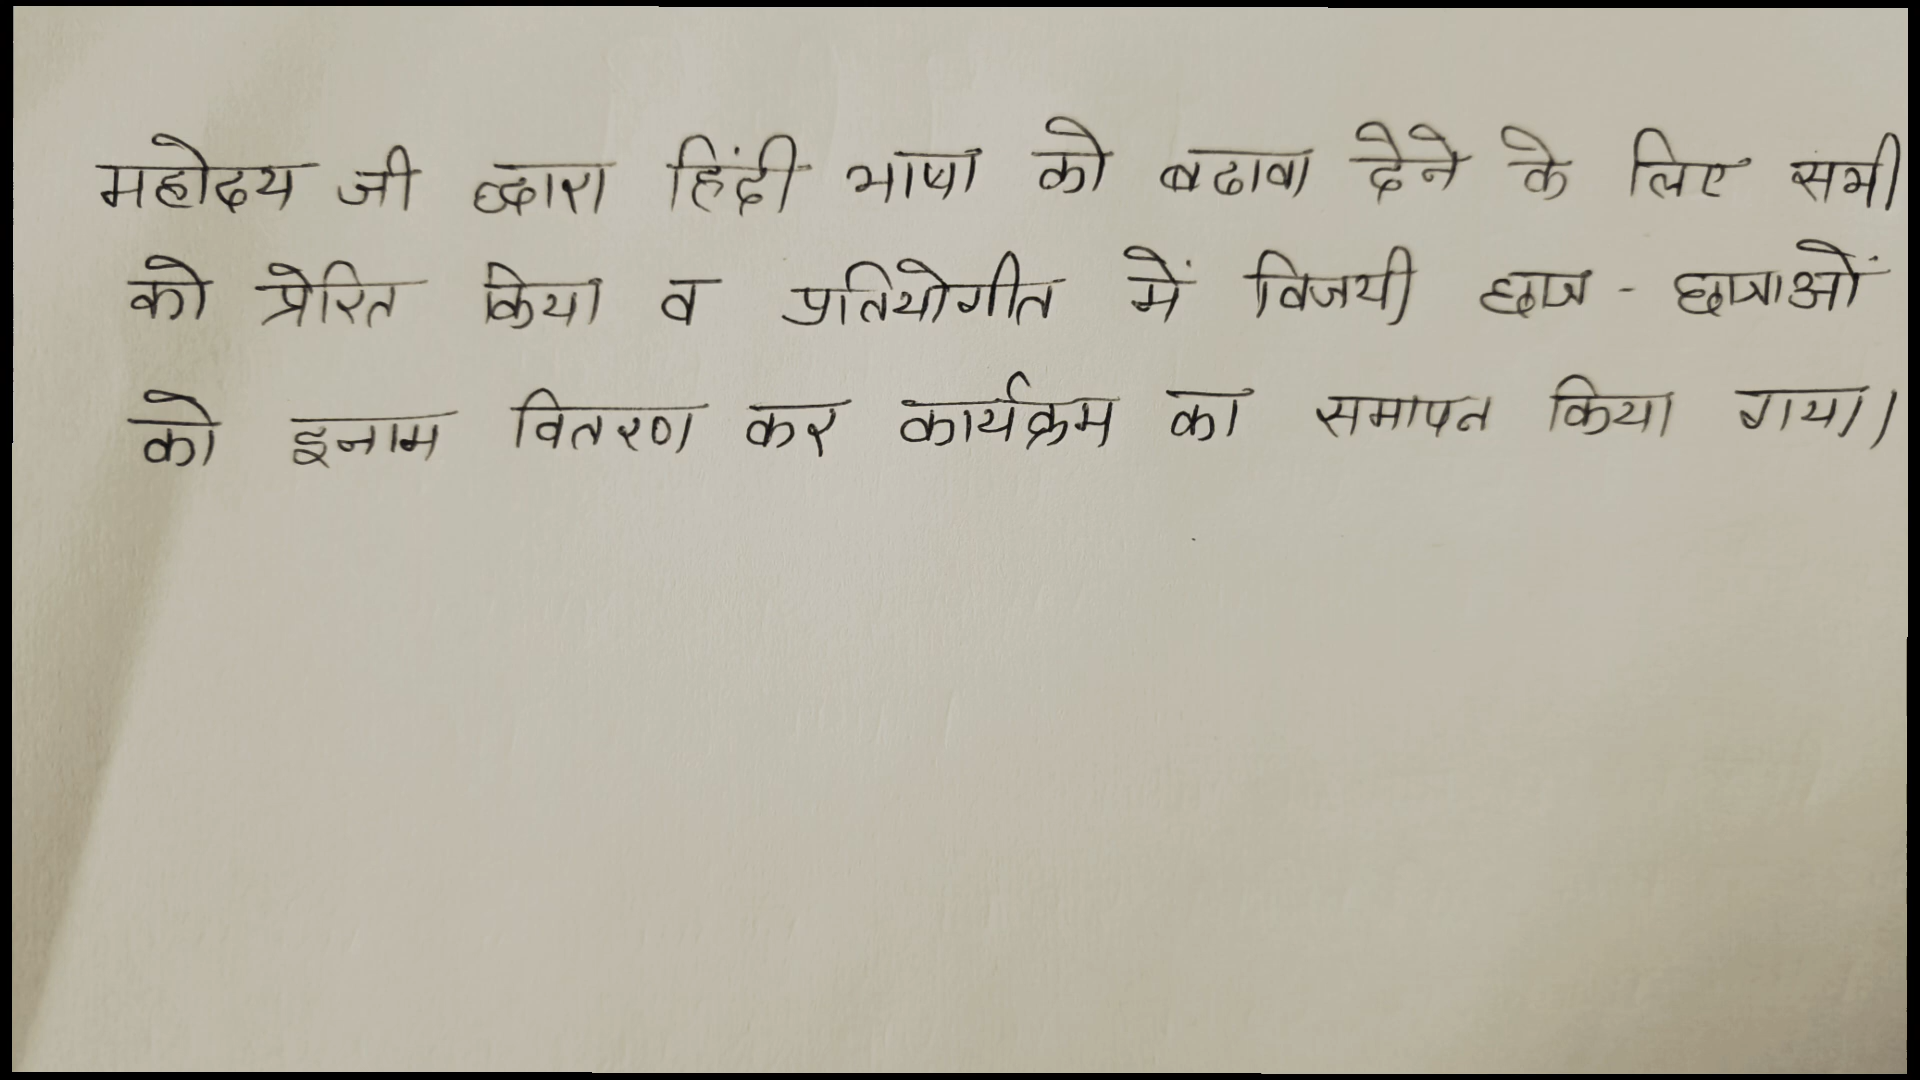 महोदय जी द्वारा हिंदी भाषा को बढावा देने के लिए सभी
को प्रेरित किया व प्रतियोगीत में विजयी छात्र - छात्राओं
को इनाम वितरण कर कार्यक्रम का समापन किया गया।